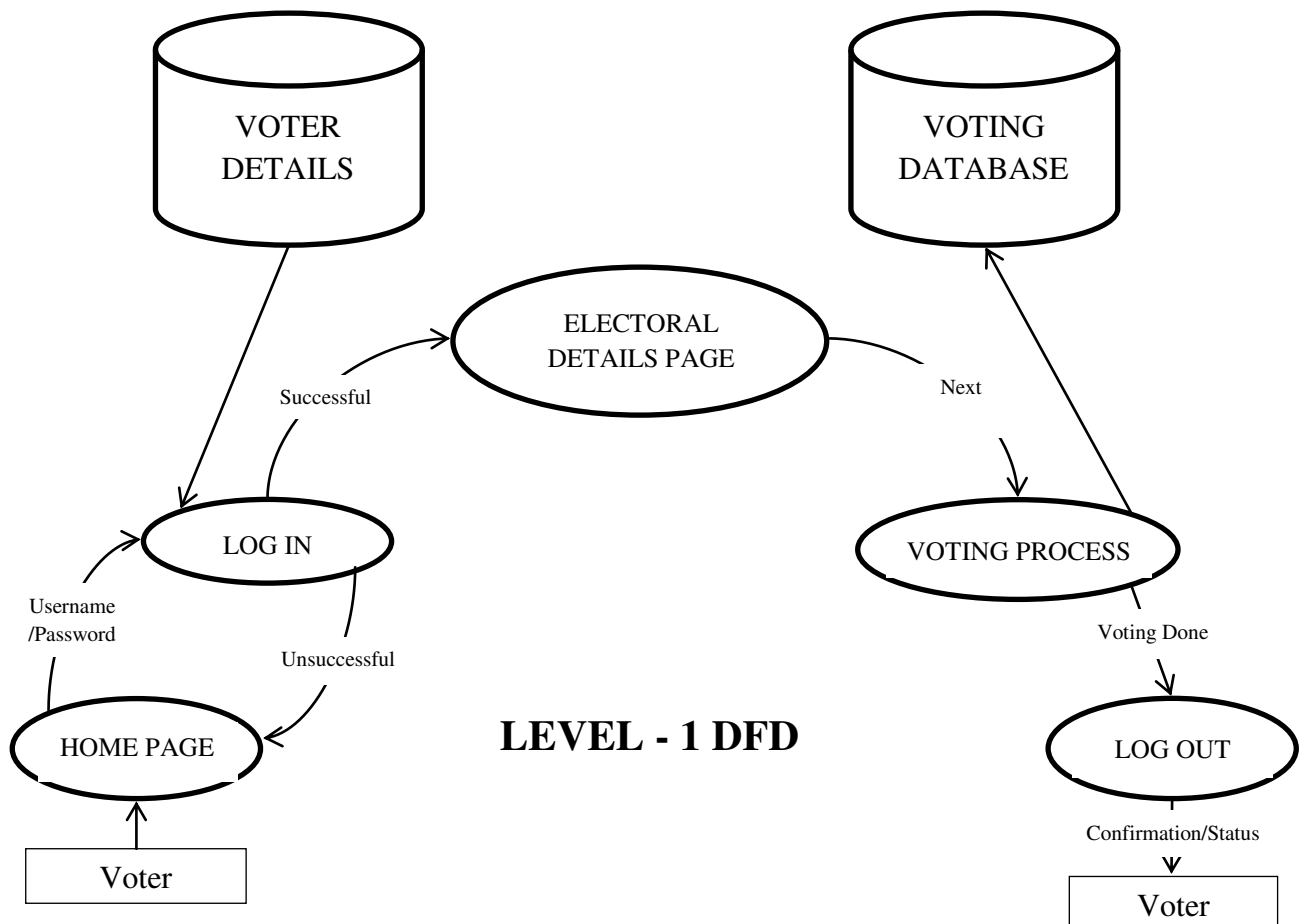 VOTER
DETAILS
VOTING
DATABASE
ELECTORAL
DETAILS PAGE
Successful
Next
LOG IN
VOTING PROCESS
Username
/Password
Unsuccessful
Voting Done
HOME PAGE
LEVEL - 1 DFD
LOG OUT
Confirmation/Status
Voter
Voter